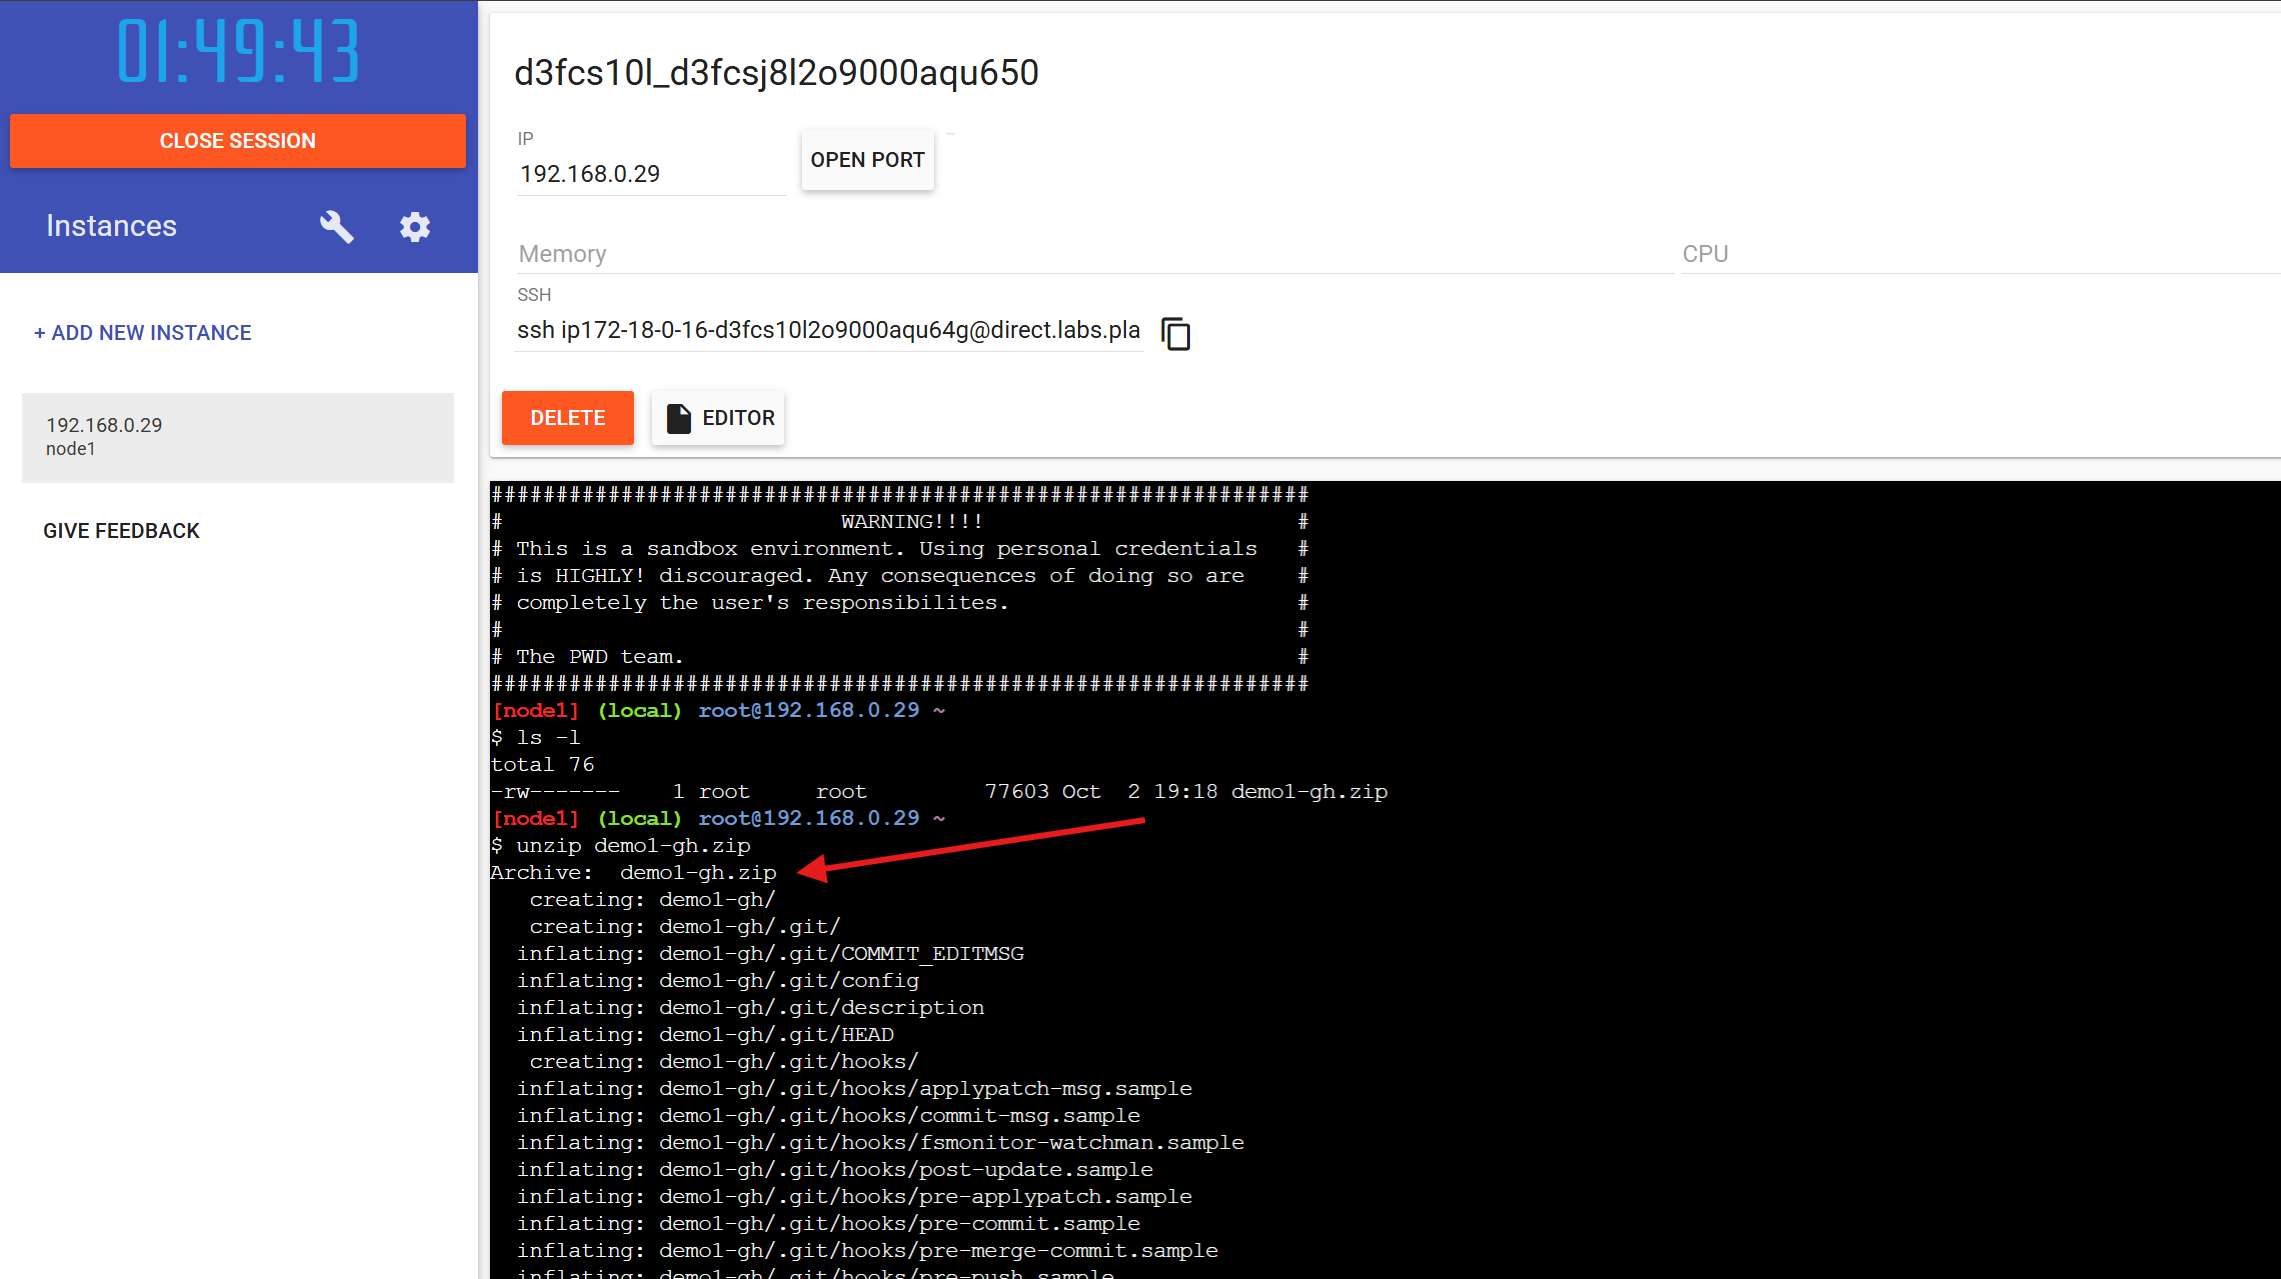 01:49:43
CLOSE SESSION
Instances
+ ADD NEW INSTANCE
192.168.0.29
node1
GIVE FEEDBACK
d3fcs10l_d3fcsj8l2o9000aqu650
IP
192.168.0.29
OPEN PORT
Memory
CPU
SSH
ssh ip172-18-0-16-d3fcs10l2o9000aqu64g@direct.labs.pla
DELETE
EDITOR
###############################################################
#                          WARNING!!!!                        #
# This is a sandbox environment. Using personal credentials   #
# is HIGHLY! discouraged. Any consequences of doing so are    #
# completely the user's responsibilites.                      #
#                                                             #
# The PWD team.                                               #
###############################################################
[node1] (local) root@192.168.0.29 ~
$ ls -l
total 76
-rw-------    1 root     root         77603 Oct  2 19:18 demo1-gh.zip
[node1] (local) root@192.168.0.29 ~
$ unzip demo1-gh.zip
Archive:  demo1-gh.zip
   creating: demo1-gh/
   creating: demo1-gh/.git/
  inflating: demo1-gh/.git/COMMIT_EDITMSG
  inflating: demo1-gh/.git/config
  inflating: demo1-gh/.git/description
  inflating: demo1-gh/.git/HEAD
   creating: demo1-gh/.git/hooks/
  inflating: demo1-gh/.git/hooks/applypatch-msg.sample
  inflating: demo1-gh/.git/hooks/commit-msg.sample
  inflating: demo1-gh/.git/hooks/fsmonitor-watchman.sample
  inflating: demo1-gh/.git/hooks/post-update.sample
  inflating: demo1-gh/.git/hooks/pre-applypatch.sample
  inflating: demo1-gh/.git/hooks/pre-commit.sample
  inflating: demo1-gh/.git/hooks/pre-merge-commit.sample
  inflating: demo1-gh/.git/hooks/pre-push.sample